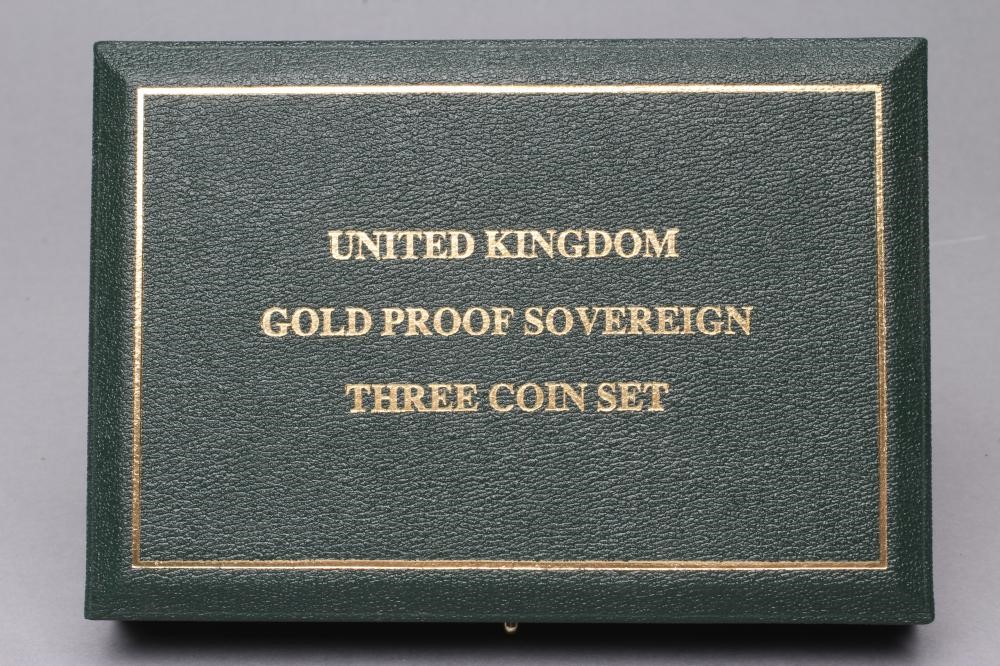 UNITED KINGDOM
GOLD PROOF SOVEREIGN
THREE COIN SET